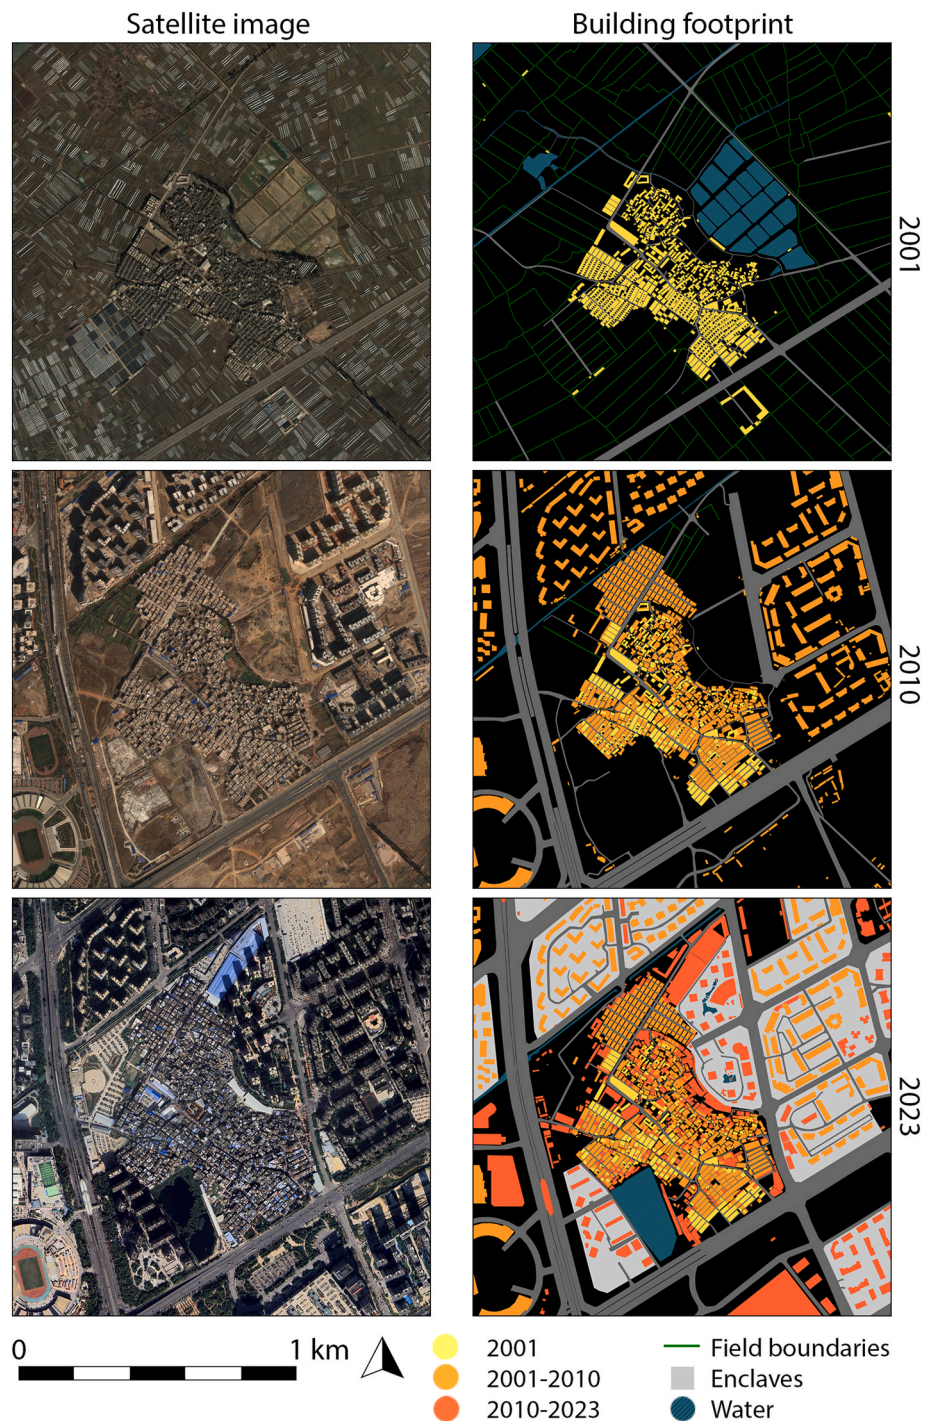 Satellite image
Building footprint
2001
2010
2023
0
1 km
2001
2001-2010
2010-2023
Field boundaries
Enclaves
Water